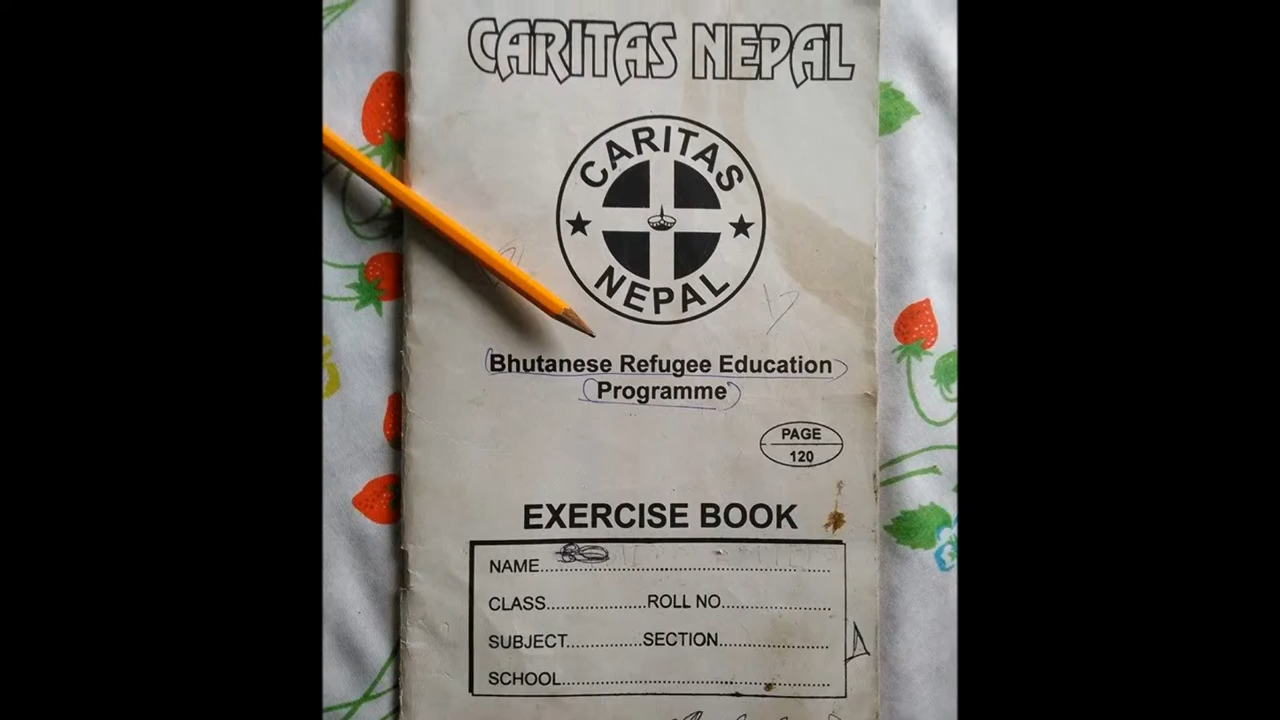 CARITAS NEPAL
CARITAS
NEPAL
Bhutanese Refugee Education
Programme
PAGE
120
EXERCISE BOOK
NAME..........................................................
CLASS....................ROLL NO......................
SUBJECT...............SECTION......................
SCHOOL......................................................